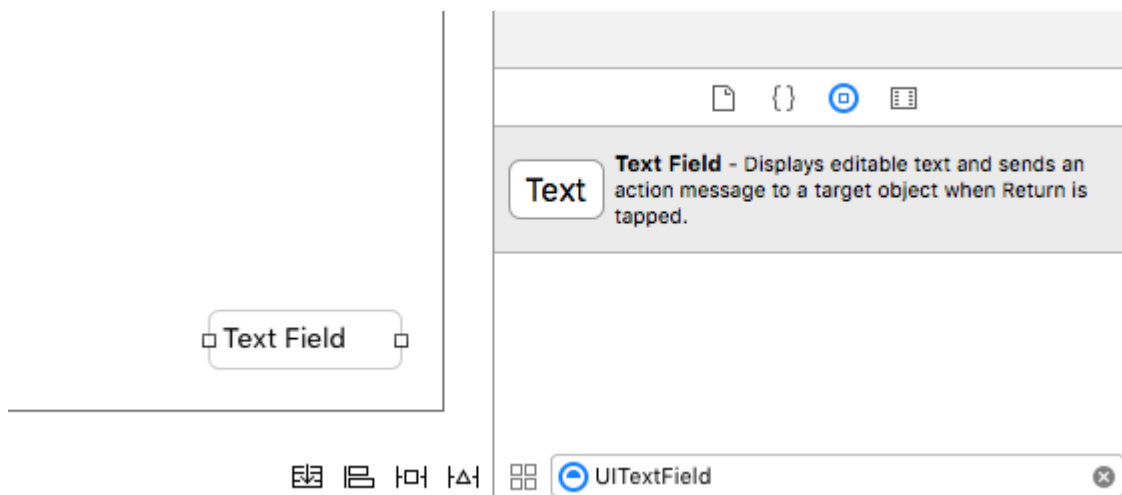 Text
Text Field - Displays editable text and sends an
action message to a target object when Return is
tapped.
Text Field
UITextField